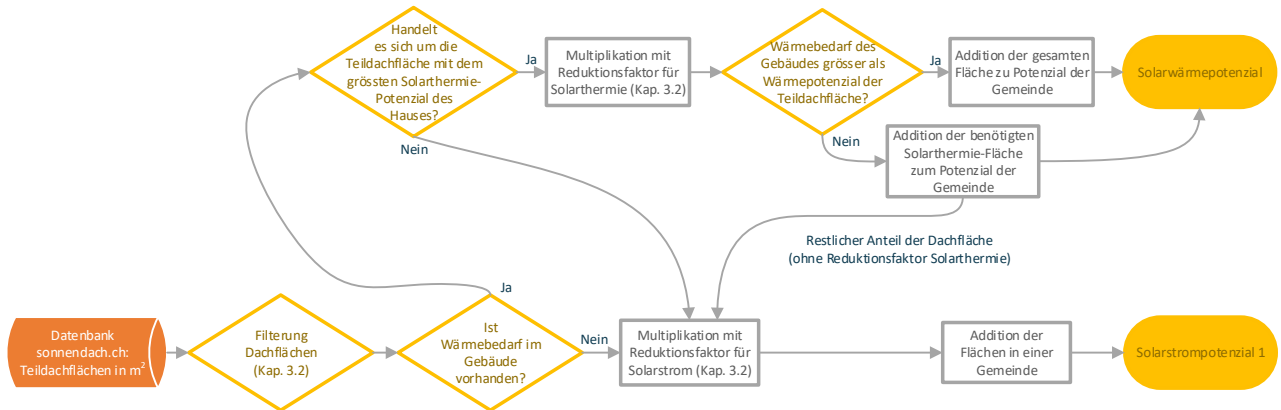 Handelt
es sich um die
Teildachfläche mit dem
grössten Solarthermie-
Potenzial des
Hauses?
Ja
Multiplikation mit
Reduktionsfaktor für
Solarthermie (Kap. 3.2)
Wärmebedarf des
Gebäudes grösser als
Wärmepotenzial der
Teildachfläche?
Ja
Addition der gesamten
Fläche zu Potenzial der
Gemeinde
Solarwärmepotenzial
Nein
Nein
Addition der benötigten
Solarthermie-Fläche
zum Potenzial der
Gemeinde
Restlicher Anteil der Dachfläche
(ohne Reduktionsfaktor Solarthermie)
Datenbank
sonnendach.ch:
Teildachflächen in m²
Filterung
Dachflächen
(Kap. 3.2)
Ja
Ist
Wärmebedarf im
Gebäude
vorhanden?
Nein
Multiplikation mit
Reduktionsfaktor für
Solarstrom (Kap. 3.2)
Addition der
Flächen in einer
Gemeinde
Solarstrompotenzial 1